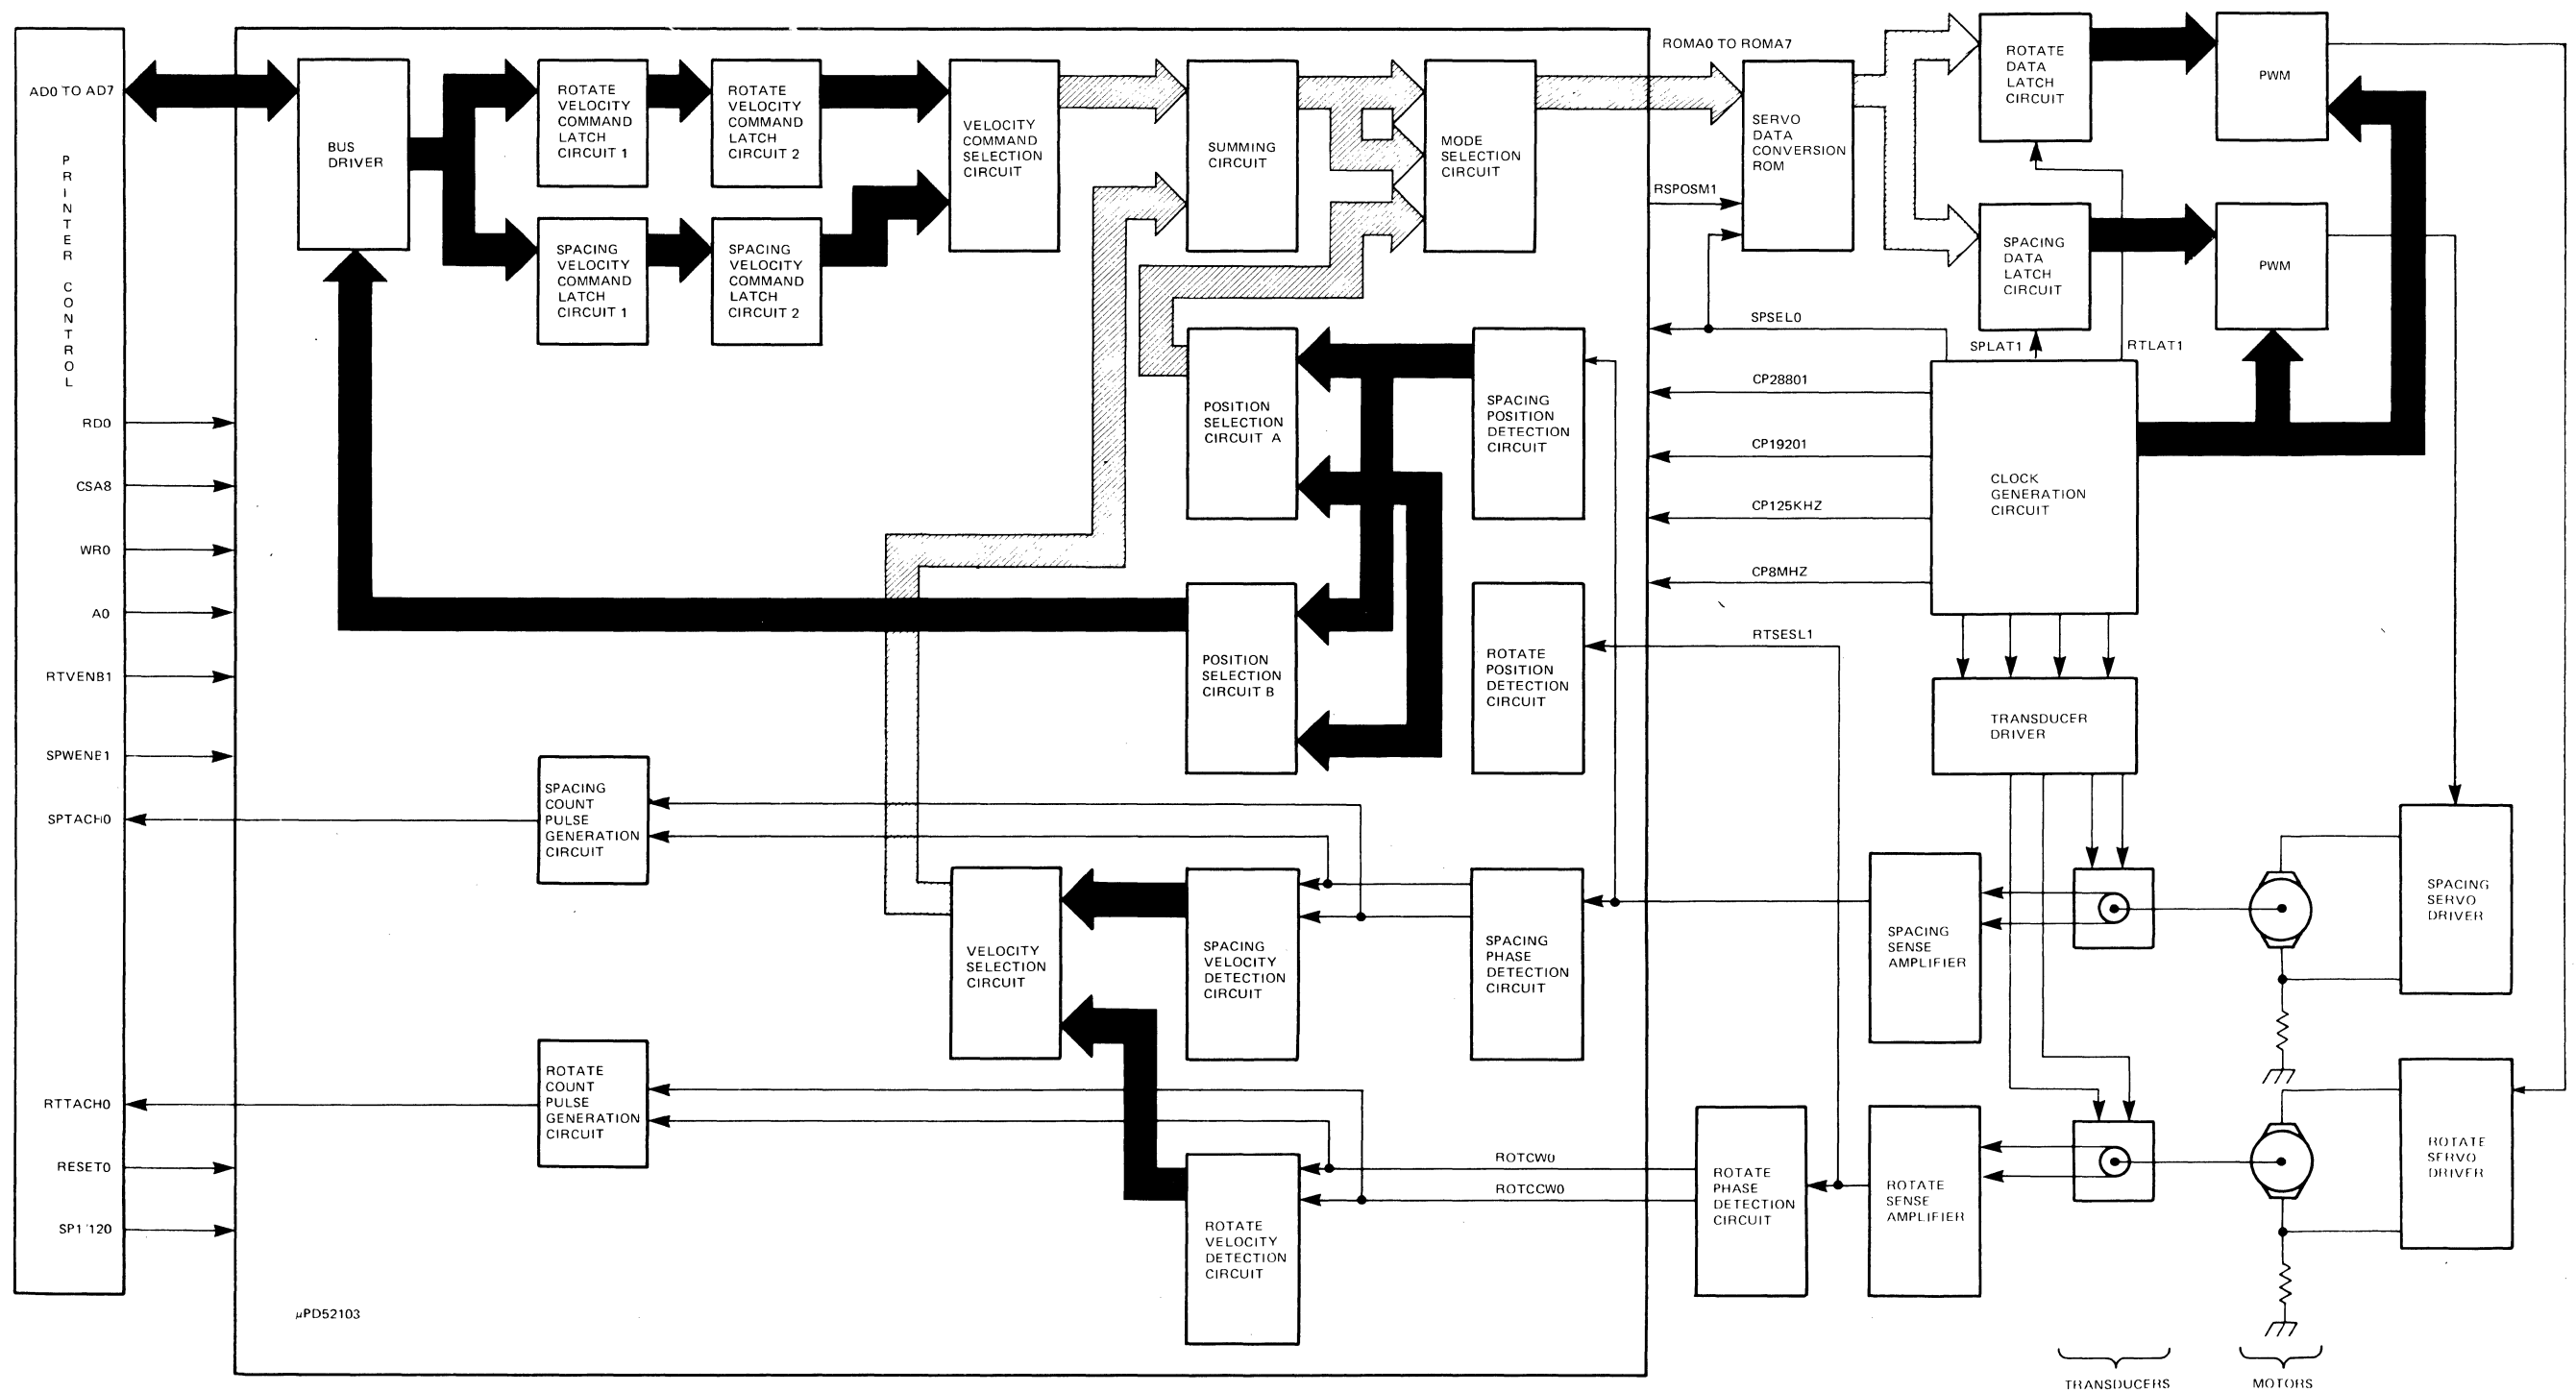 AD0 TO AD7
PRINTER CONTROL
RD0
CSA8
WR0
A0
RTVENB1
SPWENB1
SPTACH0
RTTACH0
RESET0
SP1'120
BUS
DRIVER
ROTATE
VELOCITY
COMMAND
LATCH
CIRCUIT 1
ROTATE
VELOCITY
COMMAND
LATCH
CIRCUIT 2
SPACING
VELOCITY
COMMAND
LATCH
CIRCUIT 1
SPACING
VELOCITY
COMMAND
LATCH
CIRCUIT 2
VELOCITY
COMMAND
SELECTION
CIRCUIT
SUMMING
CIRCUIT
MODE
SELECTION
CIRCUIT
POSITION
SELECTION
CIRCUIT A
SPACING
POSITION
DETECTION
CIRCUIT
POSITION
SELECTION
CIRCUIT B
ROTATE
POSITION
DETECTION
CIRCUIT
SPACING
COUNT
PULSE
GENERATION
CIRCUIT
VELOCITY
SELECTION
CIRCUIT
SPACING
VELOCITY
DETECTION
CIRCUIT
SPACING
PHASE
DETECTION
CIRCUIT
ROTATE
COUNT
PULSE
GENERATION
CIRCUIT
ROTATE
VELOCITY
DETECTION
CIRCUIT
μPD52103
ROMA0 TO ROMA7
RSPOSM1
SERVO
DATA
CONVERSION
ROM
ROTATE
DATA
LATCH
CIRCUIT
PWM
SPACING
DATA
LATCH
CIRCUIT
PWM
SPSEL0
SPLAT1
RTLAT1
CP28801
CP19201
CP125KHZ
CP8MHZ
CLOCK
GENERATION
CIRCUIT
RTSESL1
TRANSDUCER
DRIVER
SPACING
SENSE
AMPLIFIER
SPACING
SERVO
DRIVER
ROTCW0
ROTCCW0
ROTATE
PHASE
DETECTION
CIRCUIT
ROTATE
SENSE
AMPLIFIER
ROTATE
SERVO
DRIVER
TRANSDUCERS
MOTORS